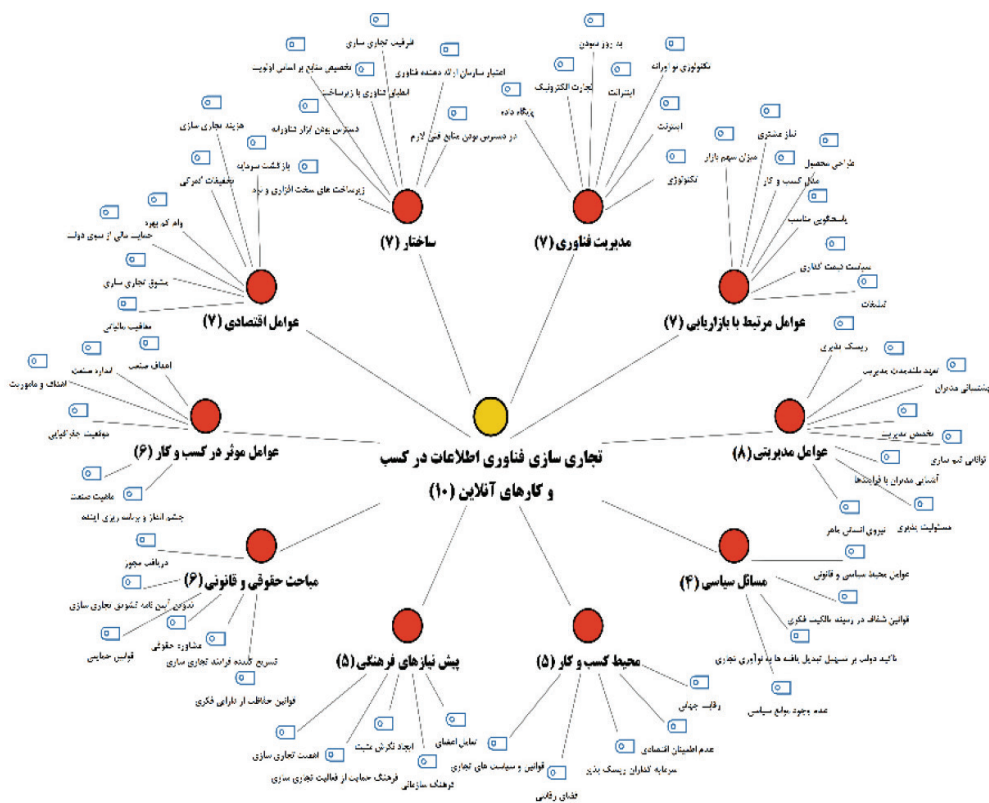 ظرفیت تجاری سازی
تخصیص منابع بر اساس اولویت
اعتبار سازمان ارائه دهنده فناوری
انطباق فناوری با زیرساخت
دسترس بودن ابزار فناورانه
در دسترس بودن منابع فنی لازم
زیرساخت های سخت افزاری و
ساختار (۷)
به روز نمودن
تکنولوژی نو آورانه
اینترانت
تجارت الکترونیک
پایگاه داده
اینترنت
تکنولوژی
مدیریت فناوری (۷)
نیاز مشتری
میزان سهم بازار
طراحی محصول
مدل کسب و کار
پاسخگویی مناسب
سیاست قیمت گذاری
تبلیغات
عوامل مرتبط با بازاریابی (۷)
هزینه تجاری سازی
بازگشت سرمایه
تخفیفات گمرکی
وام کم بهره
حمایت مالی از سوی دولت
مشوق تجاری سازی
معافیت مالیاتی
عوامل اقتصادی (۷)
ریسک پذیری
تعهد بلندمدت مدیریت
پشتیبانی مدیران
تخصص مدیریت
توانایی تیم سازی
آشنایی مدیران با فرایندها
مسئولیت پذیری
نیروی انسانی ماهر
عوامل مدیریتی (۸)
اهداف صنعت
اندازه صنعت
اهداف و ماموریت
موقعیت جغرافیایی
ماهیت صنعت
چشم انداز و برنامه ریزی آینده
عوامل موثر در کسب و کار (۶)
تجاری سازی فناوری اطلاعات در کسب
و کارهای آنلاین (۱۰)
دریافت مجوز
تدوین آیین نامه تشویق تجاری سازی
قوانین حمایتی
مشاوره حقوقی
تسریع کننده فرایند تجاری سازی
قوانین حفاظت از دارایی فکری
مباحث حقوقی و قانونی (۶)
مسائل سیاسی (۴)
عوامل محیط سیاسی و قانونی
قوانین شفاف در زمینه مالکیت فکری
تاکید دولت بر تسهیل تبدیل یافته ها به نوآوری تجاری
عدم وجود موانع سیاسی
پیش نیازهای فرهنگی (۵)
تمایل اعضای
ایجاد نگرش مثبت
اهمیت تجاری سازی
فرهنگ حمایت از فعالیت تجاری سازی
فرهنگ سازمانی
محیط کسب و کار (۵)
رقابت جهانی
عدم اطمینان اقتصادی
سرمایه گذاران ریسک پذیر
قوانین و سیاست های تجاری
فضای رقابتی